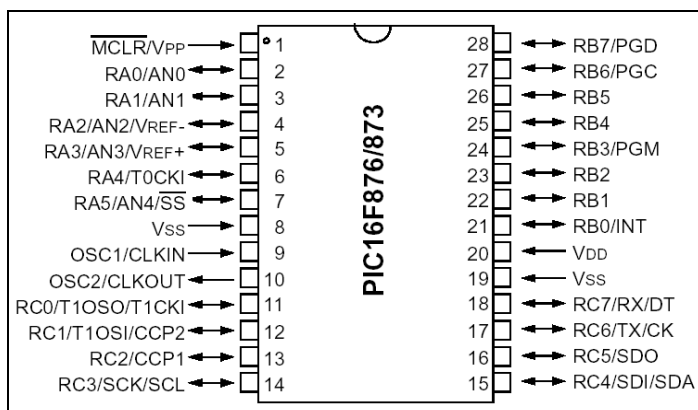 MCLR/VPP 1
RA0/AN0 2
RA1/AN1 3
RA2/AN2/VREF- 4
RA3/AN3/VREF+ 5
RA4/T0CKI 6
RA5/AN4/SS 7
VSS 8
OSC1/CLKIN 9
OSC2/CLKOUT 10
RC0/T1OSO/T1CKI 11
RC1/T1OSI/CCP2 12
RC2/CCP1 13
RC3/SCK/SCL 14
PIC16F876/873
28 RB7/PGD
27 RB6/PGC
26 RB5
25 RB4
24 RB3/PGM
23 RB2
22 RB1
21 RB0/INT
20 VDD
19 VSS
18 RC7/RX/DT
17 RC6/TX/CK
16 RC5/SDO
15 RC4/SDI/SDA